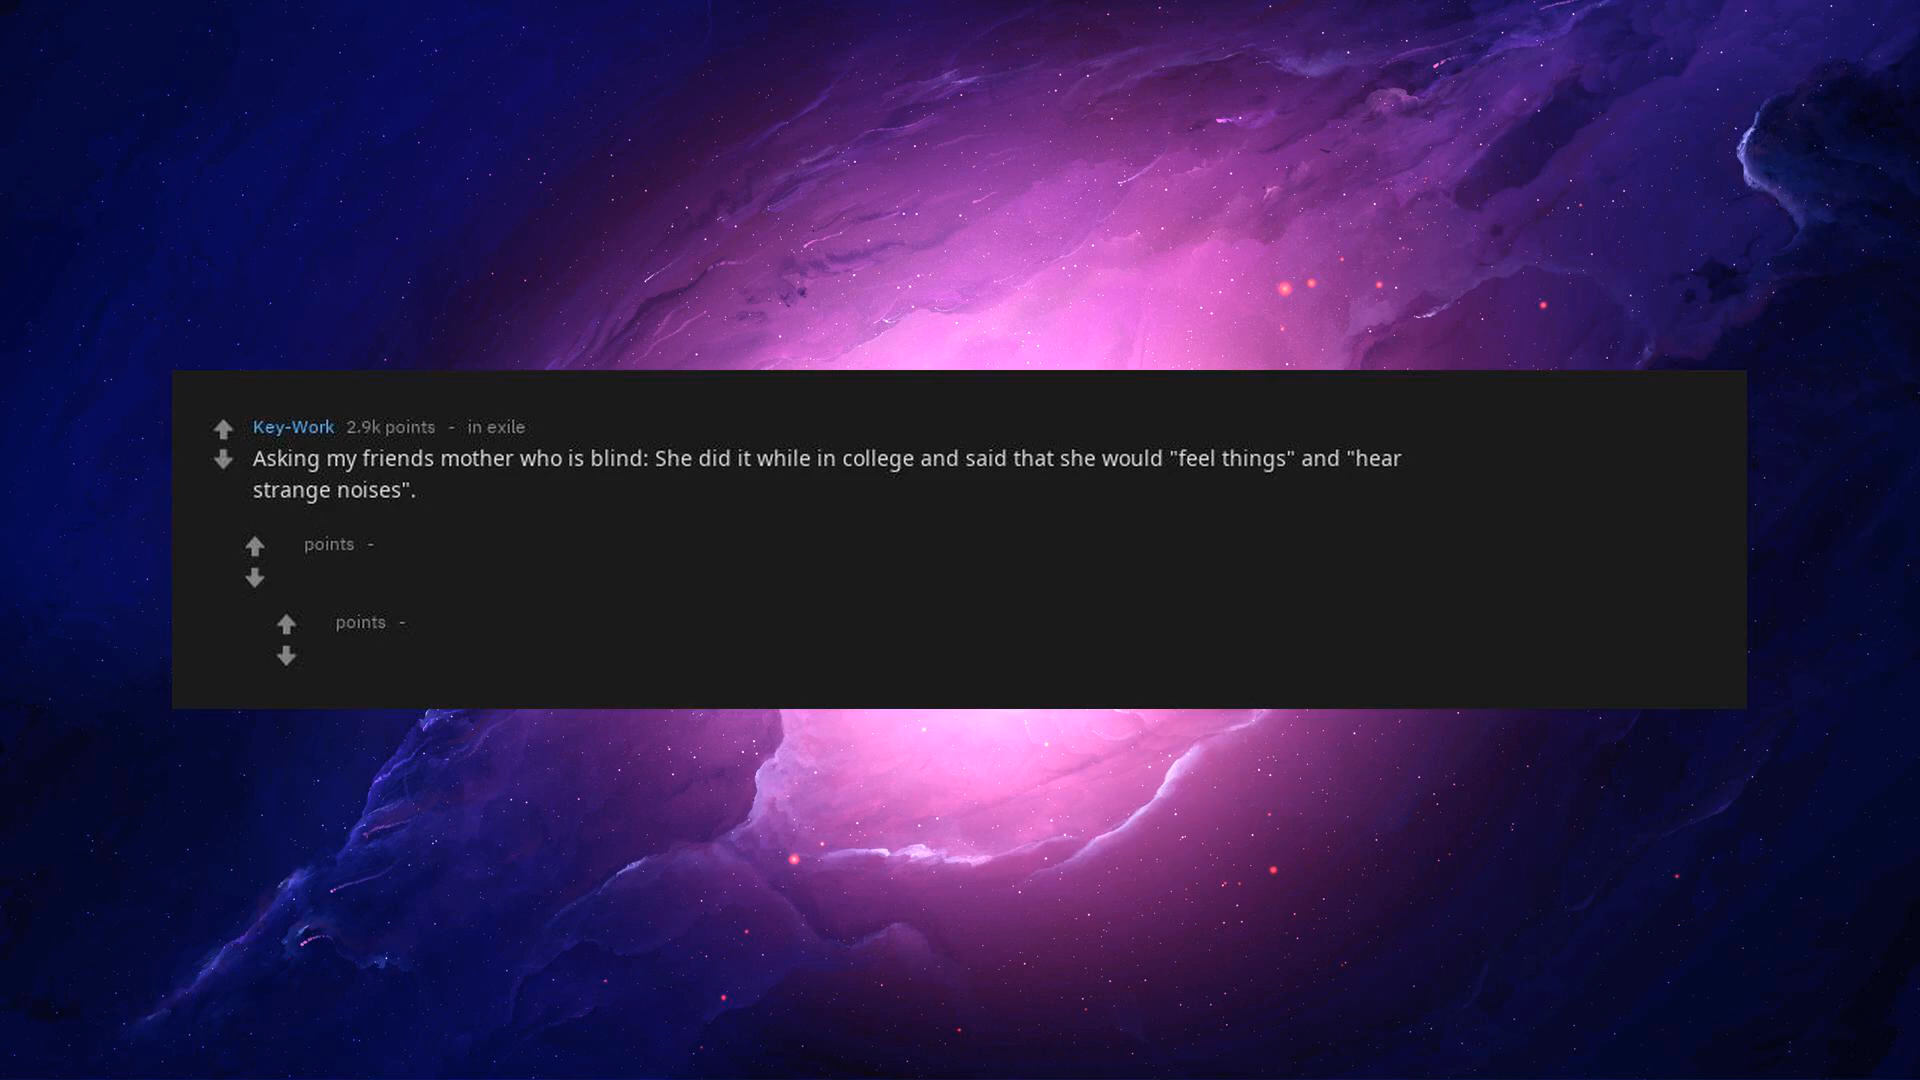 Key-Work 2.9k points - in exile
Asking my friends mother who is blind: She did it while in college and said that she would "feel things" and "hear
strange noises".
points -
points -